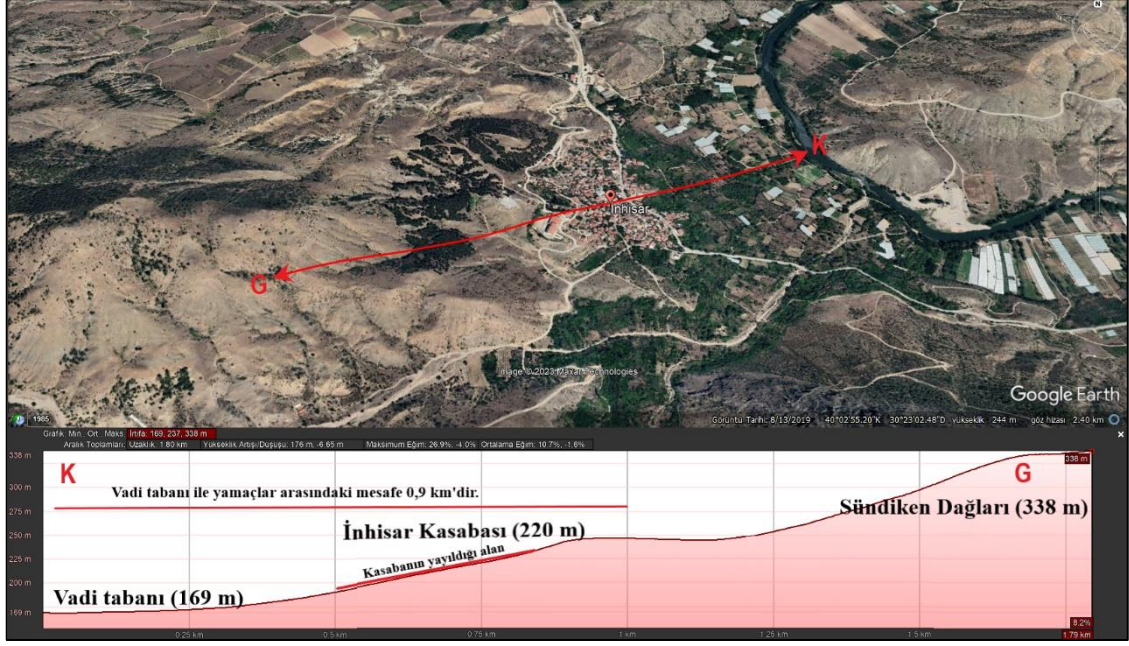 N
K
İnhisar
G
Image © 2023 Maxar Technologies
Google Earth
1985
Görüntü Tarihi: 8/13/2019 40°02'55.20"K 30°23'02.48"D yükseklik 244 m göz hizası 2.40 km
Grafik: Min., Ort., Maks. İrtifa: 169, 237, 338 m
Aralık Toplamları: Uzaklık: 1.80 km Yükseklik Artışı/Düşüşü: 176 m, -6.65 m Maksimum Eğim: 26.9%, -4.0% Ortalama Eğim: 10.7%, -1.6%
338 m
K
338 m
G
Vadi tabanı ile yamaçlar arasındaki mesafe 0,9 km'dir.
300 m
Sündiken Dağları (338 m)
275 m
İnhisar Kasabası (220 m)
250 m
Kasabanın yayıldığı alan
225 m
200 m
Vadi tabanı (169 m)
169 m
8.2%
0.25 km
0.5 km
0.75 km
1 km
1.25 km
1.5 km
1.79 km